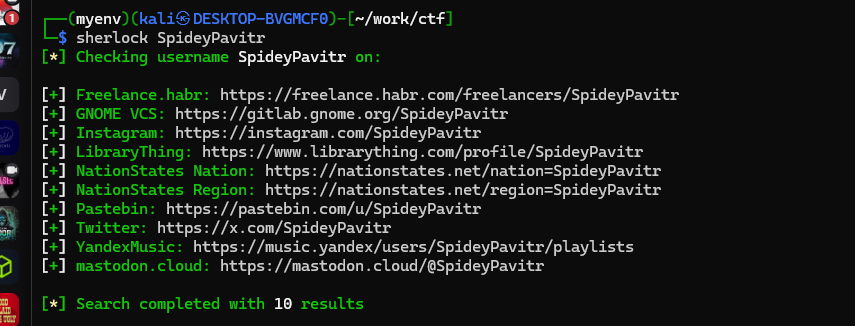 (myenv)(kali㉿DESKTOP-BVGMCF0)-[~/work/ctf]
$ sherlock SpideyPavitr
[*] Checking username SpideyPavitr on:
[+] Freelance.habr: https://freelance.habr.com/freelancers/SpideyPavitr
[+] GNOME VCS: https://gitlab.gnome.org/SpideyPavitr
[+] Instagram: https://instagram.com/SpideyPavitr
[+] LibraryThing: https://www.librarything.com/profile/SpideyPavitr
[+] NationStates Nation: https://nationstates.net/nation=SpideyPavitr
[+] NationStates Region: https://nationstates.net/region=SpideyPavitr
[+] Pastebin: https://pastebin.com/u/SpideyPavitr
[+] Twitter: https://x.com/SpideyPavitr
[+] YandexMusic: https://music.yandex/users/SpideyPavitr/playlists
[+] mastodon.cloud: https://mastodon.cloud/@SpideyPavitr
[*] Search completed with 10 results